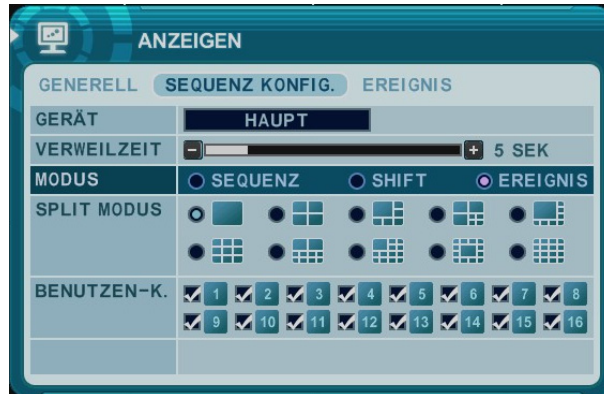 ANZEIGEN
GENERELL SEQUENZ KONFIG. EREIGNIS
GERÄT HAUPT
VERWEILZEIT 5 SEK
MODUS SEQUENZ SHIFT EREIGNIS
SPLIT MODUS
BENUTZEN-K. 1 2 3 4 5 6 7 8
9 10 11 12 13 14 15 16